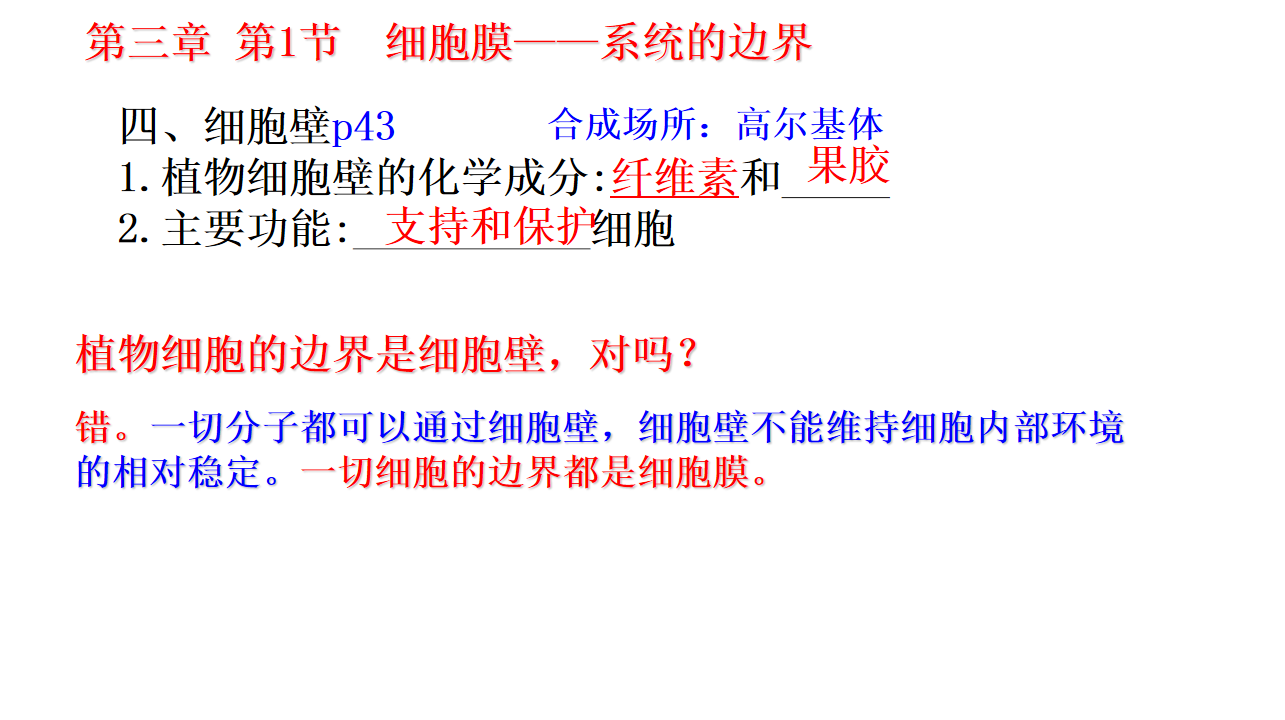 第三章 第1节 细胞膜——系统的边界
四、细胞壁p43 合成场所：高尔基体
1.植物细胞壁的化学成分:纤维素和果胶
2.主要功能:支持和保护细胞
植物细胞的边界是细胞壁，对吗？
错。一切分子都可以通过细胞壁，细胞壁不能维持细胞内部环境
的相对稳定。一切细胞的边界都是细胞膜。